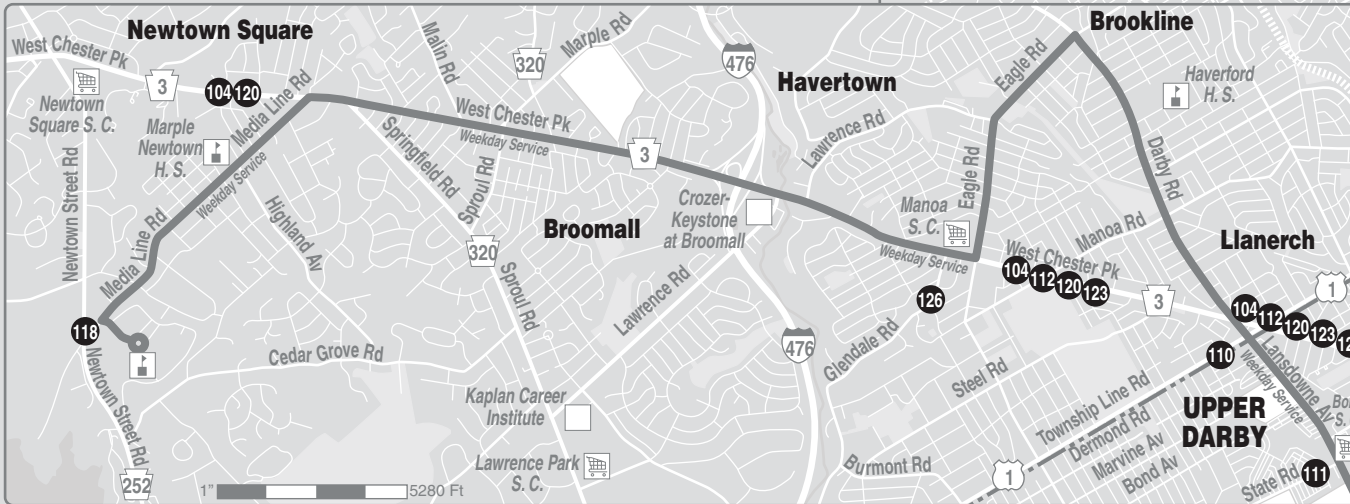 Newtown Square
Brookline
West Chester Pk
3
104
120
Newtown
Square S. C.
Marple
Newtown
H. S.
Media Line Rd
Weekday Service
Malin Rd
320
Marple Rd
476
Havertown
Eagle Rd
Haverford
H. S.
West Chester Pk
Weekday Service
3
Lawrence Rd
Springfield Rd
Sproul Rd
Newtown Street Rd
Media Line Rd
Highland Av
Broomall
Crozer-
Keystone
at Broomall
Manoa
S. C.
Eagle Rd
Darby Rd
Manoa Rd
Llanerch
320
Sproul Rd
Lawrence Rd
Weekday Service
West Chester Pk
104
112
120
123
3
1
126
104
112
120
123
118
Newtown Street Rd
Cedar Grove Rd
476
Glendale Rd
Steel Rd
110
Lansdowne Av
Weekday Service
Township Line Rd
UPPER
DARBY
Kaplan Career
Institute
Dermond Rd
Marvine Av
Bond Av
Lawrence Park
S. C.
Burmont Rd
1
State Rd
111
252
1"
5280 Ft